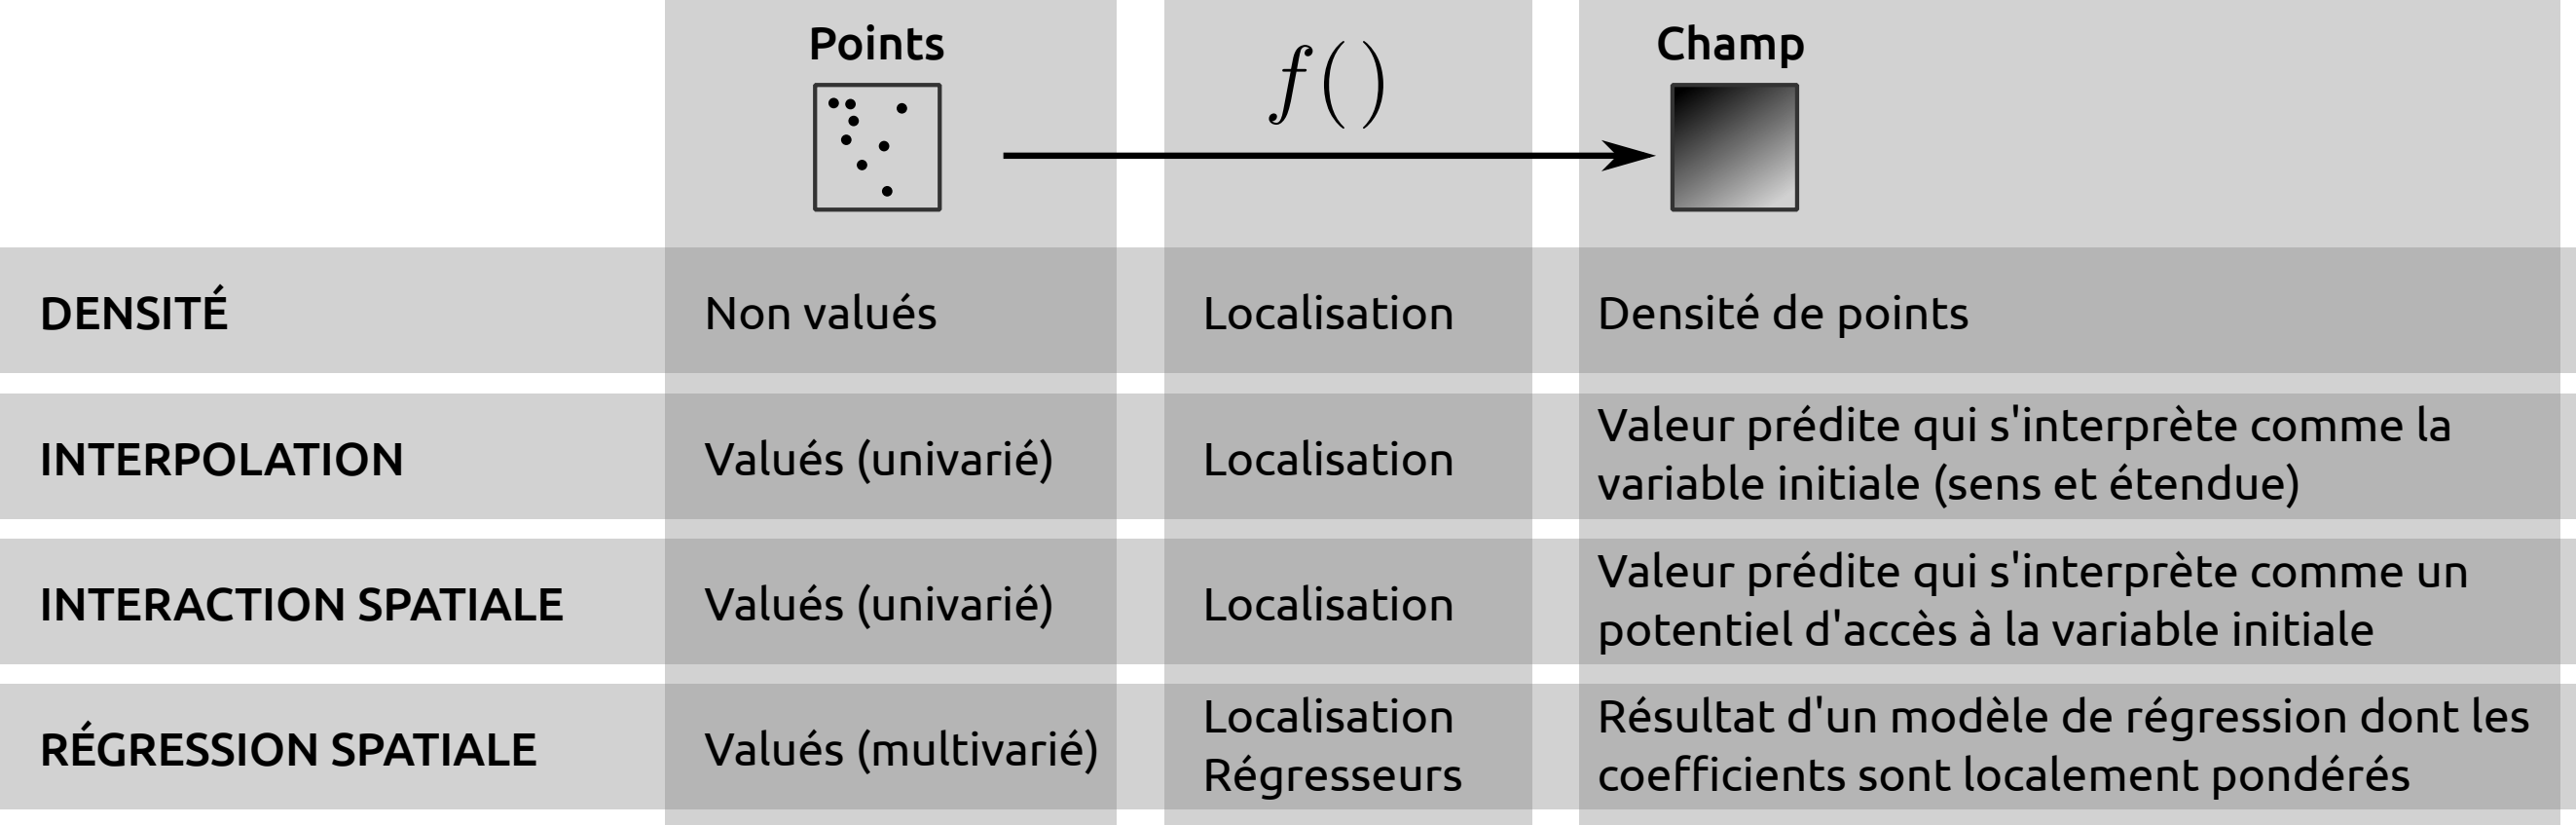 Points
f()
Champ
DENSITÉ
Non valués
Localisation
Densité de points
INTERPOLATION
Valués (univarié)
Localisation
Valeur prédite qui s'interprète comme la
variable initiale (sens et étendue)
INTERACTION SPATIALE
Valués (univarié)
Localisation
Valeur prédite qui s'interprète comme un
potentiel d'accès à la variable initiale
RÉGRESSION SPATIALE
Valués (multivarié)
Localisation
Régresseurs
Résultat d'un modèle de régression dont les
coefficients sont localement pondérés